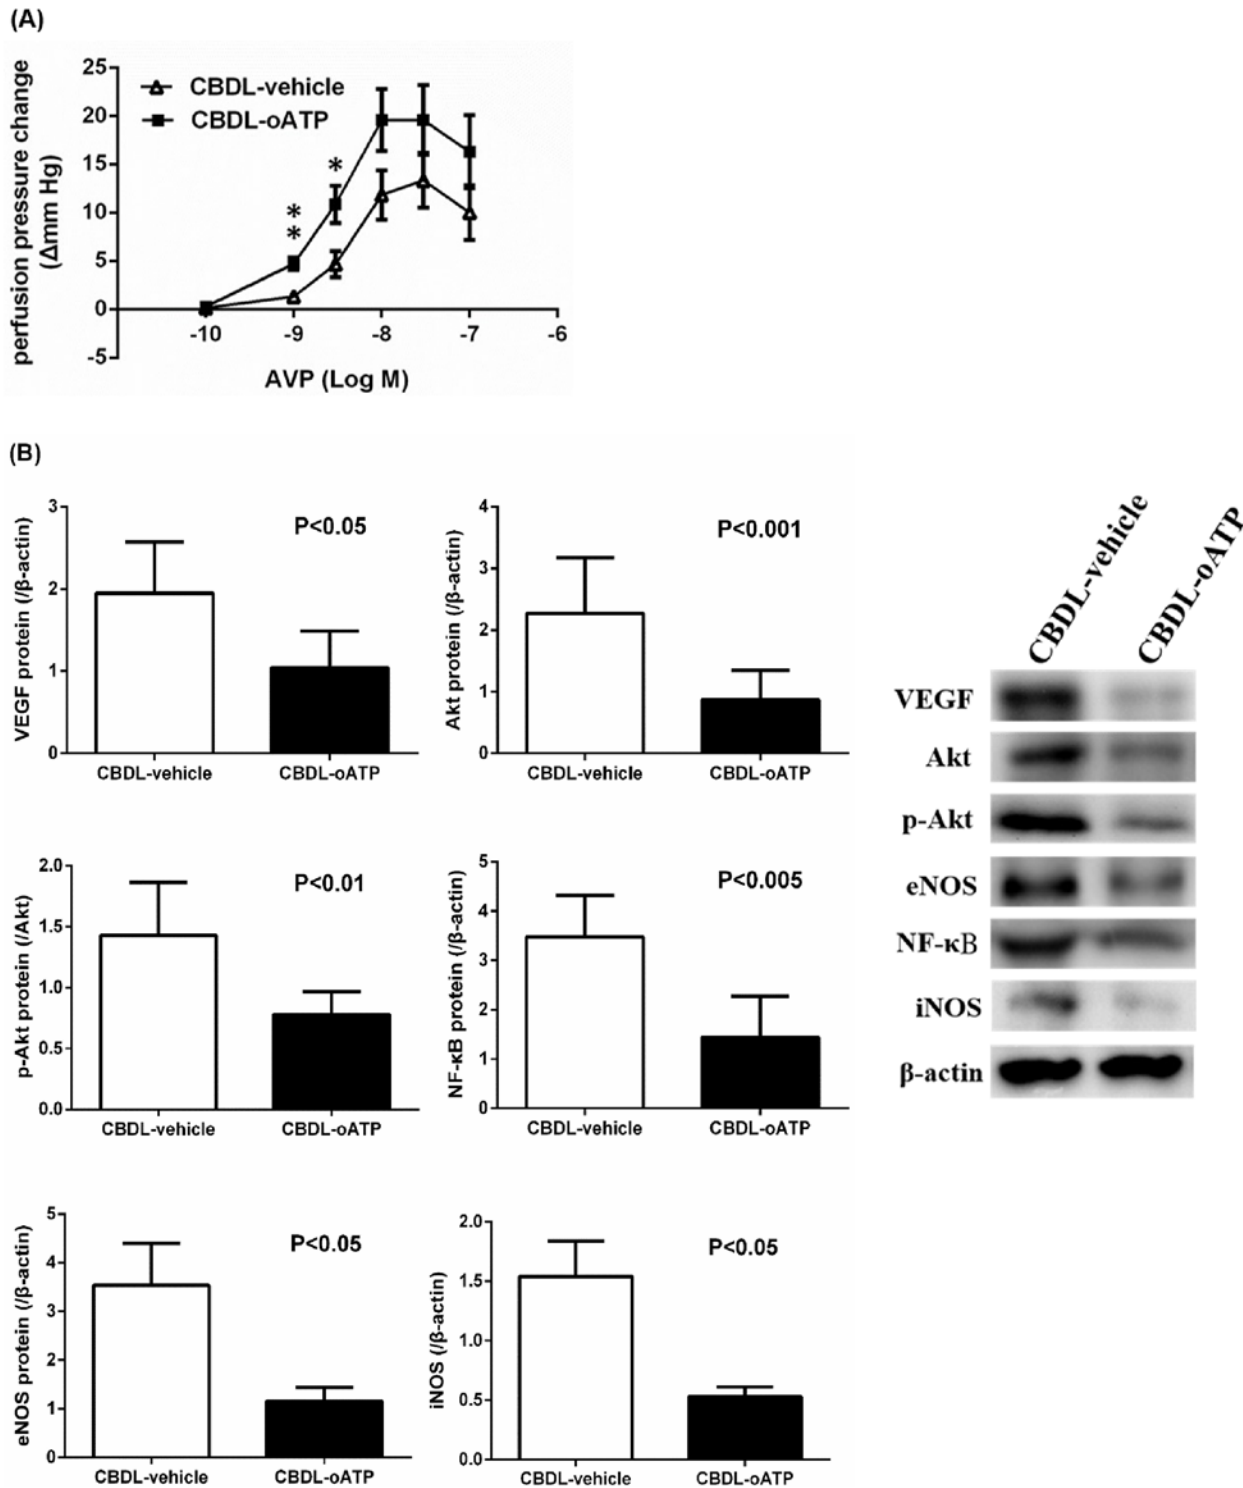 (A)
perfusion pressure change
(Δmm Hg)
25
20
15
10
5
0
-5
CBDL-vehicle
CBDL-oATP
*
*
*
-10
-9
-8
-7
-6
AVP (Log M)
(B)
VEGF protein (/β-actin)
3
2
1
0
P<0.05
CBDL-vehicle
CBDL-oATP
Akt protein (/β-actin)
4
3
2
1
0
P<0.001
CBDL-vehicle
CBDL-oATP
p-Akt protein (/Akt)
2.0
1.5
1.0
0.5
0.0
P<0.01
CBDL-vehicle
CBDL-oATP
NF-κB protein (/β-actin)
5
4
3
2
1
0
P<0.005
CBDL-vehicle
CBDL-oATP
eNOS protein (/β-actin)
5
4
3
2
1
0
P<0.05
CBDL-vehicle
CBDL-oATP
iNOS (/β-actin)
2.0
1.5
1.0
0.5
0.0
P<0.05
CBDL-vehicle
CBDL-oATP
CBDL-vehicle
CBDL-oATP
VEGF
Akt
p-Akt
eNOS
NF-κB
iNOS
β-actin